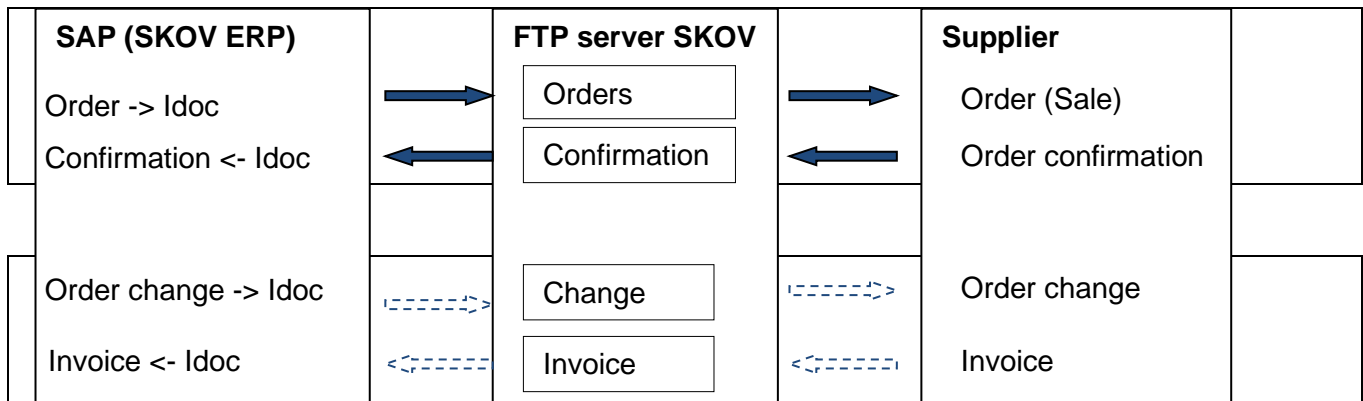 SAP (SKOV ERP) FTP server SKOV Supplier
Order -> Idoc Orders Order (Sale)
Confirmation <- Idoc Confirmation Order confirmation
Order change -> Idoc Change Order change
Invoice <- Idoc Invoice Invoice